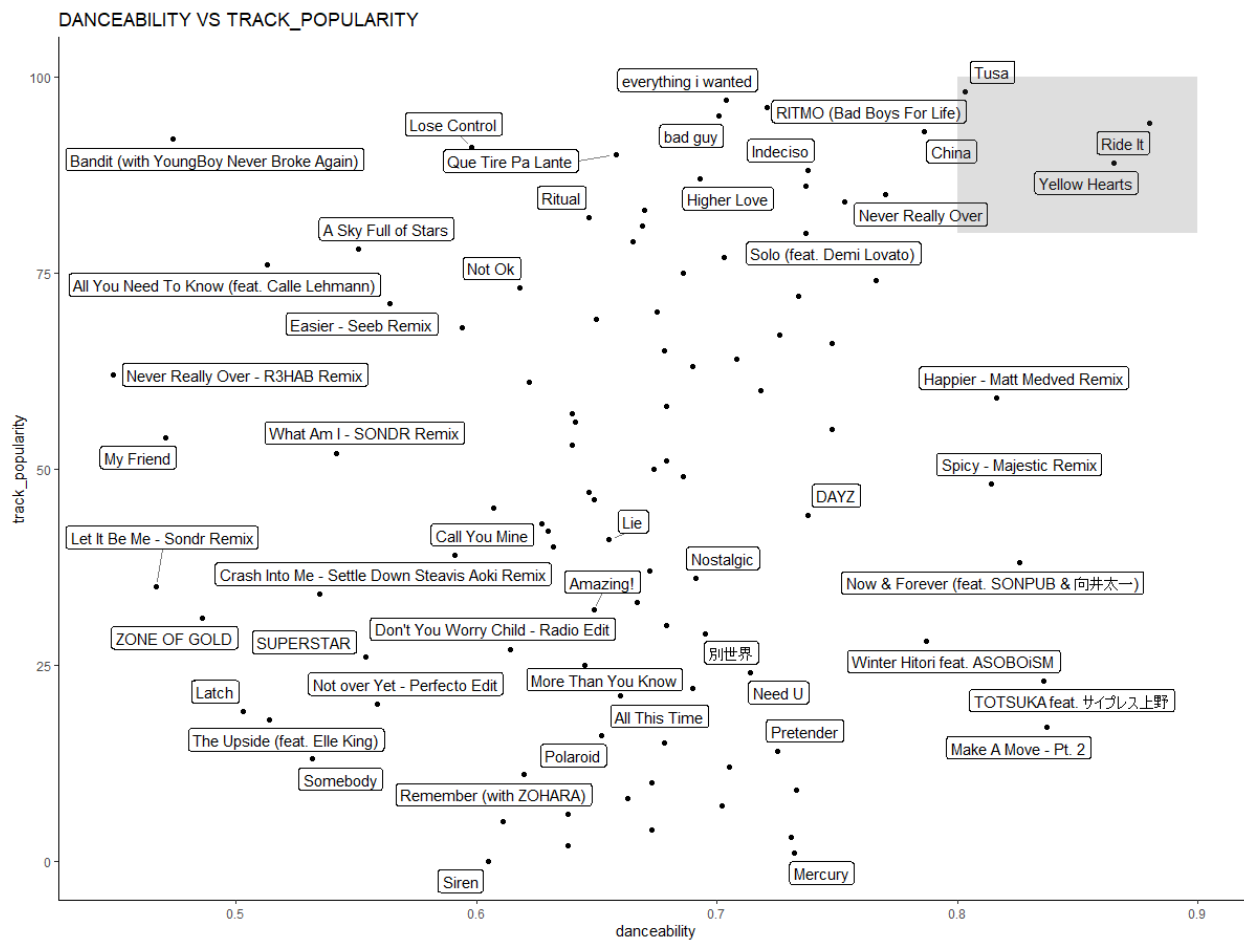 DANCEABILITY VS TRACK_POPULARITY
100
75
50
25
0
track_popularity
Tusa
everything i wanted
RITMO (Bad Boys For Life)
Lose Control
bad guy
Ride It
Indeciso
China
Bandit (with YoungBoy Never Broke Again)
Que Tire Pa Lante
Yellow Hearts
Ritual
Higher Love
Never Really Over
A Sky Full of Stars
Solo (feat. Demi Lovato)
Not Ok
All You Need To Know (feat. Calle Lehmann)
Easier - Seeb Remix
Never Really Over - R3HAB Remix
Happier - Matt Medved Remix
What Am I - SONDR Remix
My Friend
Spicy - Majestic Remix
DAYZ
Lie
Let It Be Me - Sondr Remix
Call You Mine
Nostalgic
Crash Into Me - Settle Down Steavis Aoki Remix
Amazing!
Now & Forever (feat. SONPUB & 向井太一)
ZONE OF GOLD
SUPERSTAR
Don't You Worry Child - Radio Edit
別世界
Winter Hitori feat. ASOBOiSM
Not over Yet - Perfecto Edit
More Than You Know
Latch
Need U
TOTSUKA feat. サイプレス上野
All This Time
Pretender
The Upside (feat. Elle King)
Polaroid
Make A Move - Pt. 2
Somebody
Remember (with ZOHARA)
Siren
Mercury
0.5
0.6
0.7
0.8
0.9
danceability